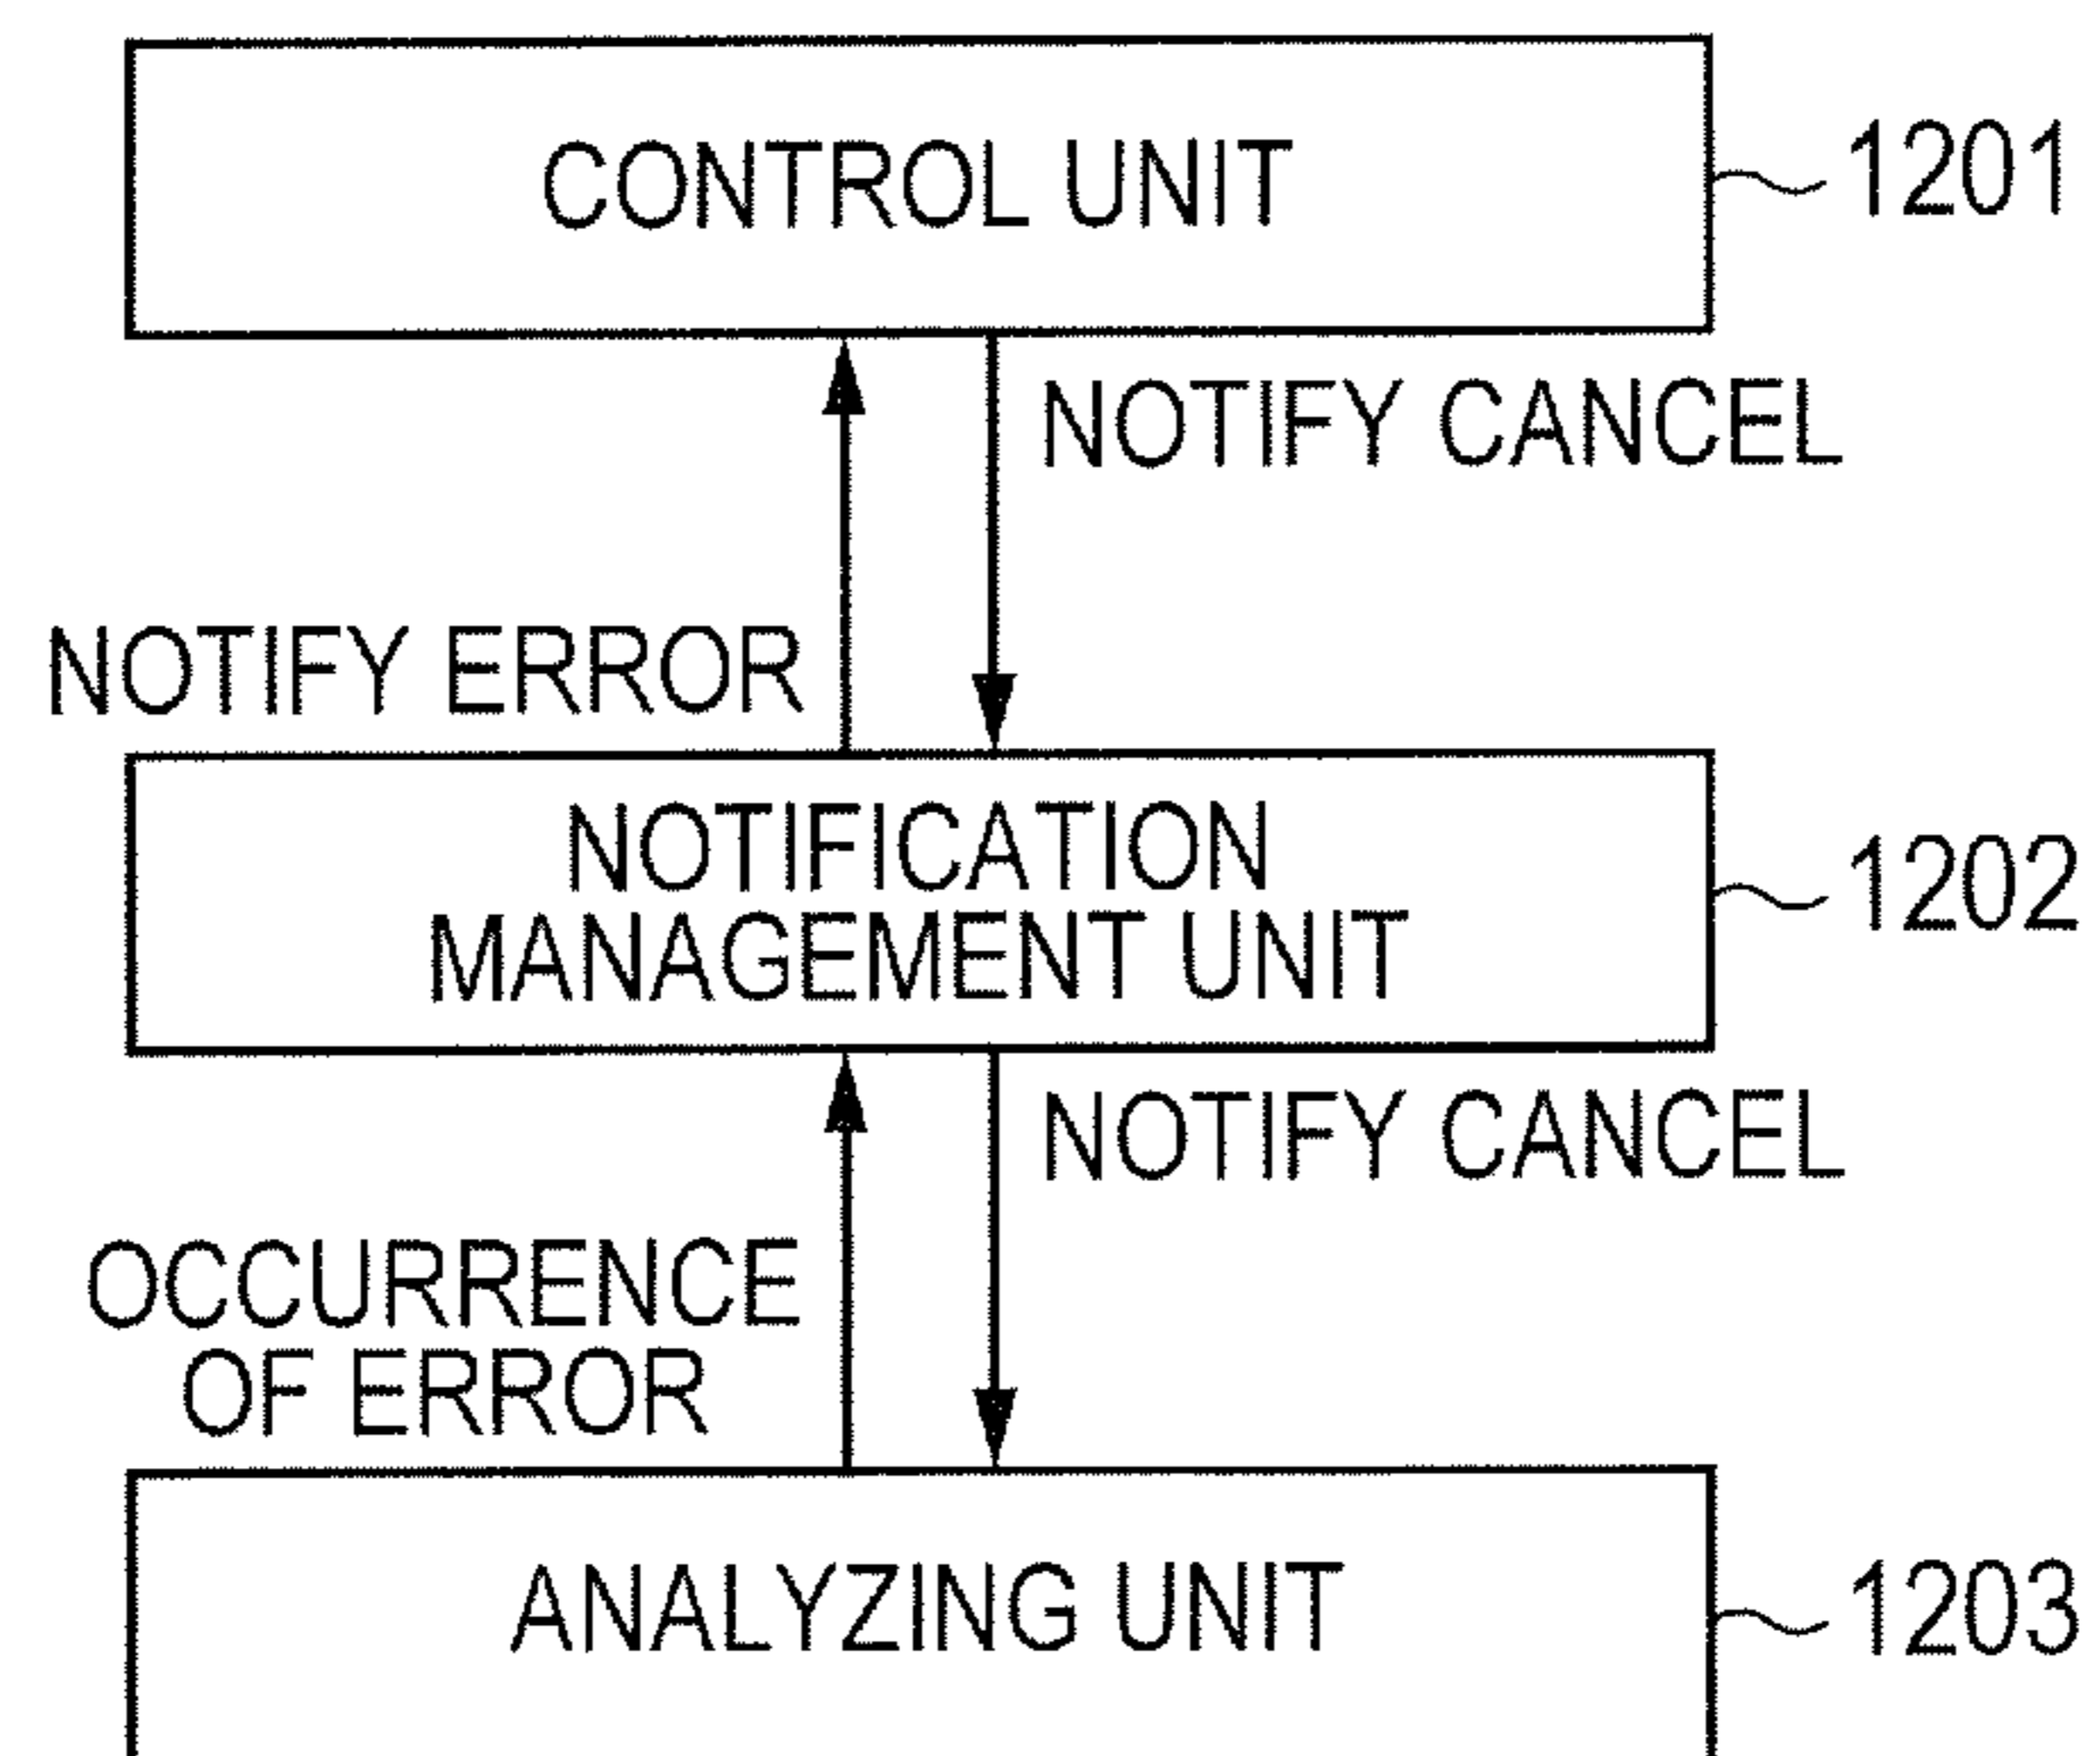 CONTROL UNIT
1201
NOTIFY CANCEL
NOTIFY ERROR
NOTIFICATION
MANAGEMENT UNIT
1202
NOTIFY CANCEL
OCCURRENCE
OF ERROR
ANALYZING UNIT
1203